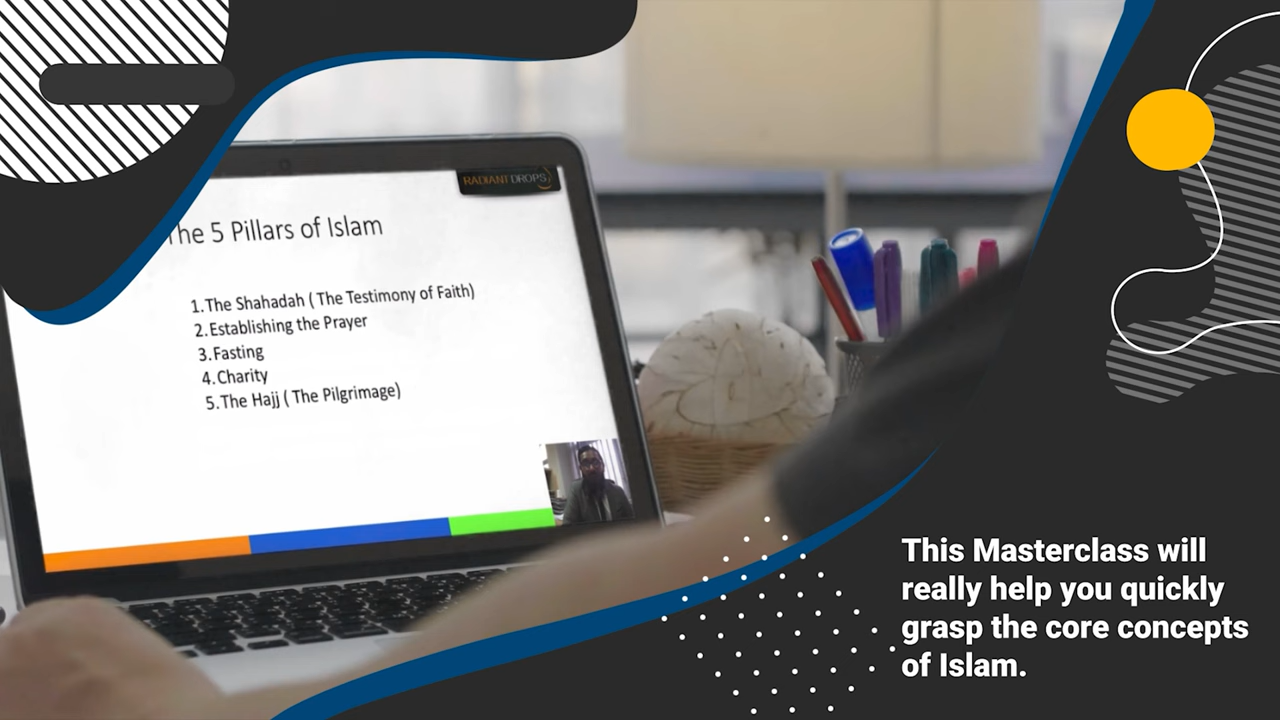 RADIANT DROPS
The 5 Pillars of Islam
1. The Shahadah ( The Testimony of Faith)
2. Establishing the Prayer
3. Fasting
4. Charity
5. The Hajj ( The Pilgrimage)
This Masterclass will
really help you quickly
grasp the core concepts
of Islam.